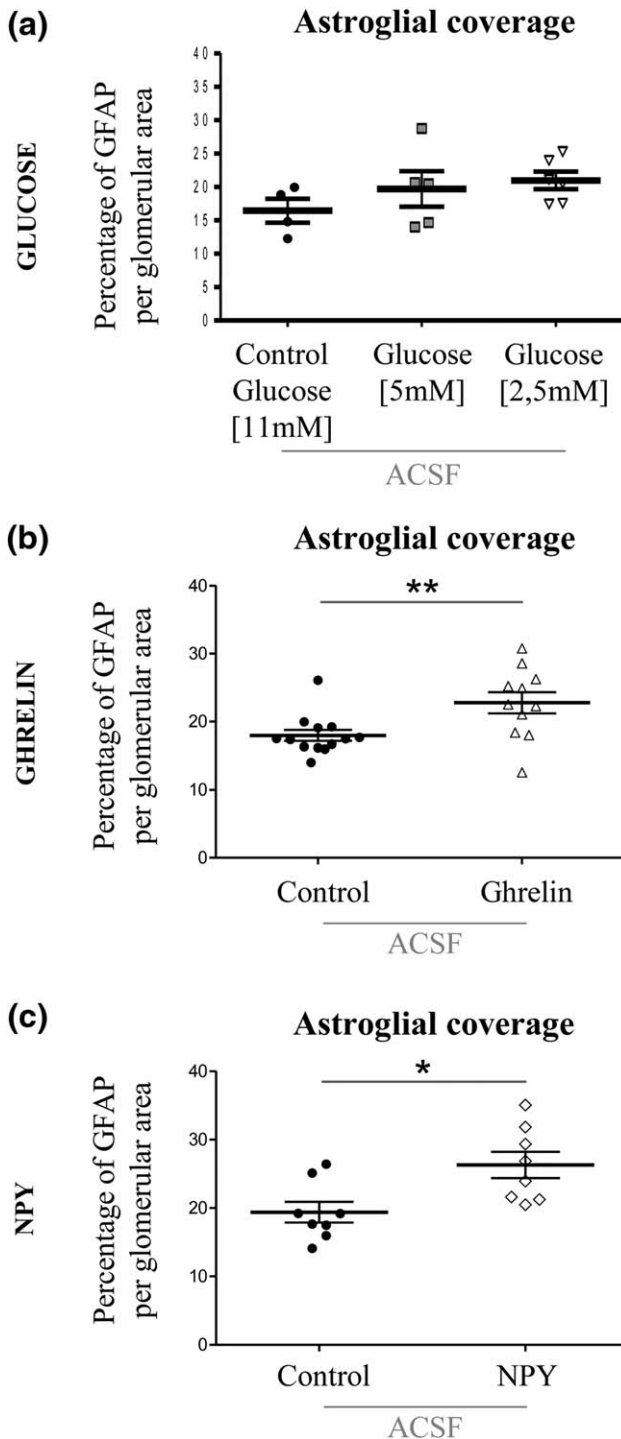 (a)
Astroglial coverage
GLUCOSE
Percentage of GFAP
per glomerular area
40
35
30
25
20
15
10
5
0
Control
Glucose
[11mM]
Glucose
[5mM]
Glucose
[2,5mM]
ACSF
(b)
Astroglial coverage
GHRELIN
Percentage of GFAP
per glomerular area
40
30
20
10
0
**
Control
Ghrelin
ACSF
(c)
Astroglial coverage
NPY
Percentage of GFAP
per glomerular area
40
30
20
10
0
*
Control
NPY
ACSF